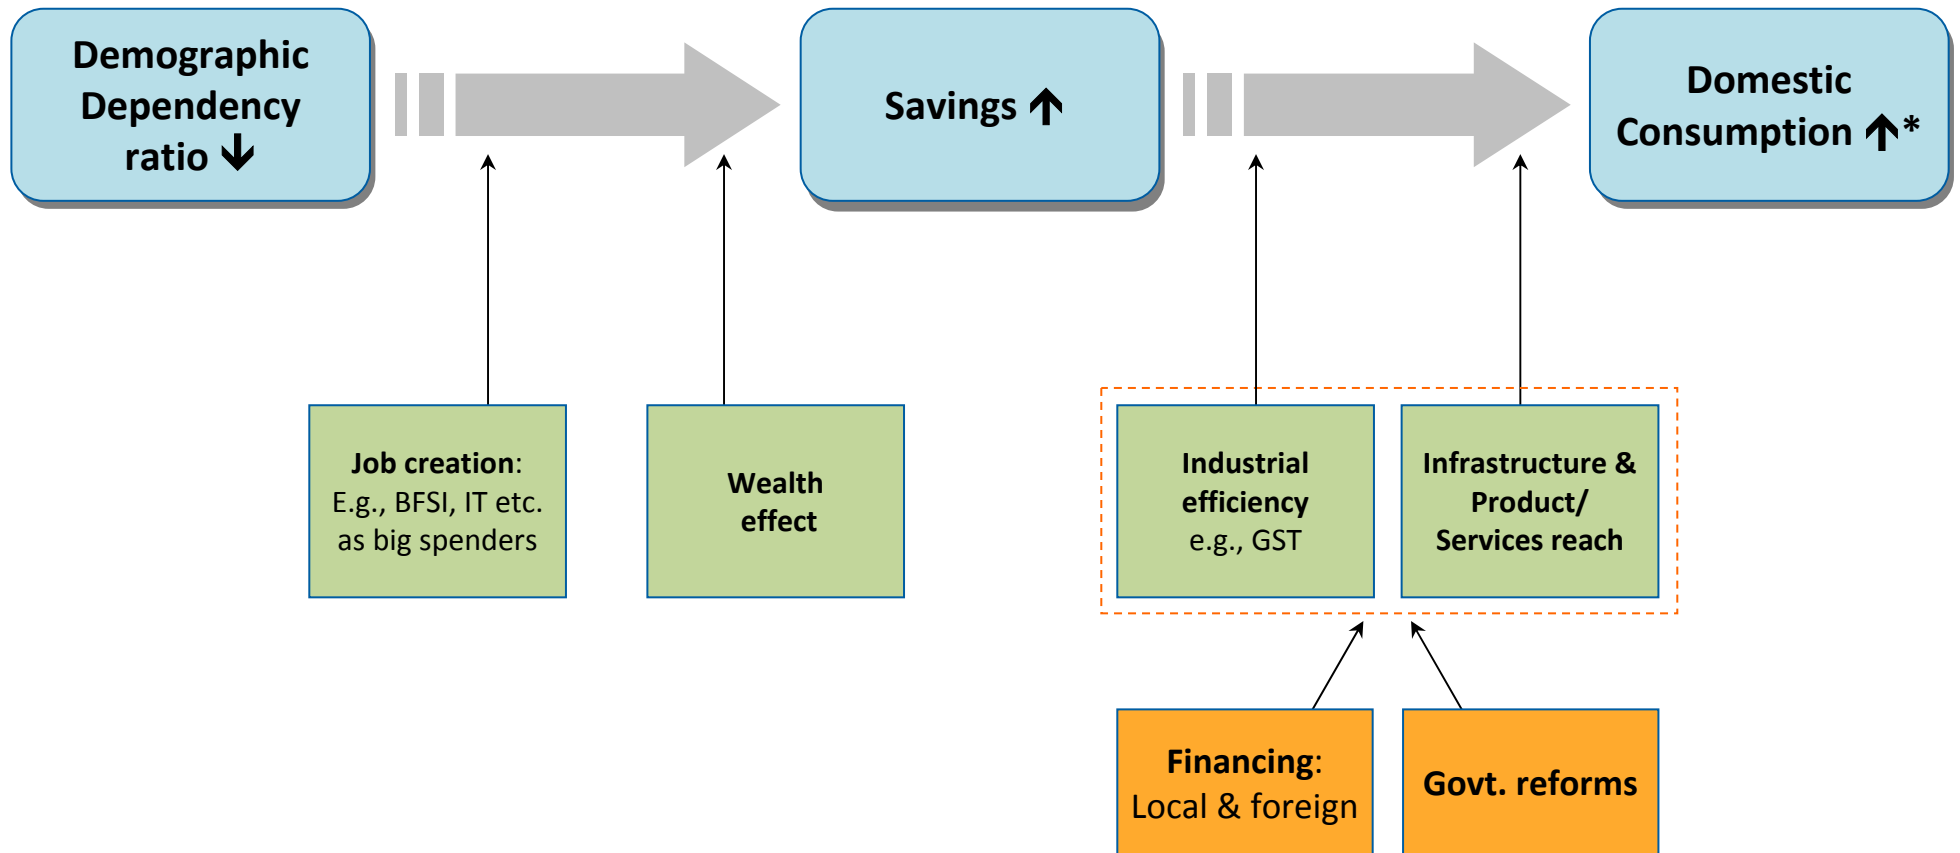 Demographic
Dependency
ratio ↓
Savings ↑
Domestic
Consumption ↑*
Job creation:
E.g., BFSI, IT etc.
as big spenders
Wealth
effect
Industrial
efficiency
e.g., GST
Infrastructure &
Product/
Services reach
Financing:
Local & foreign
Govt. reforms